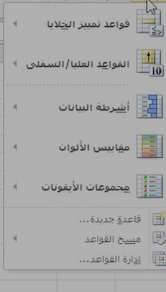 قواعد تمييز الخلايا
القواعد العليا/السفلى
10
أشرطة البيانات
مقاييس الألوان
مجموعات الأيقونات
قاعدة جديدة...
مسح القواعد
إدارة القواعد...